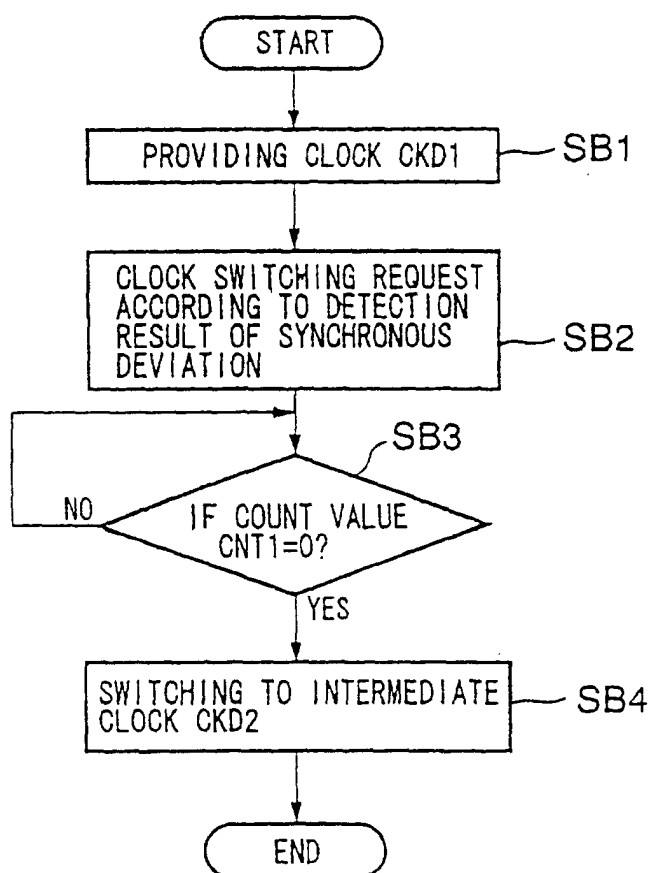 START
PROVIDING CLOCK CKD1
SB1
CLOCK SWITCHING REQUEST
ACCORDING TO DETECTION
RESULT OF SYNCHRONOUS
DEVIATION
SB2
SB3
NO
IF COUNT VALUE
CNT1=0?
YES
SWITCHING TO INTERMEDIATE
CLOCK CKD2
SB4
END